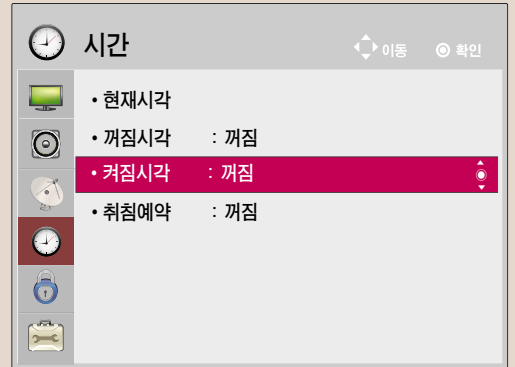 시간 이동 확인
• 현재시각
• 꺼짐시각 : 꺼짐
• 켜짐시각 : 꺼짐
• 취침예약 : 꺼짐